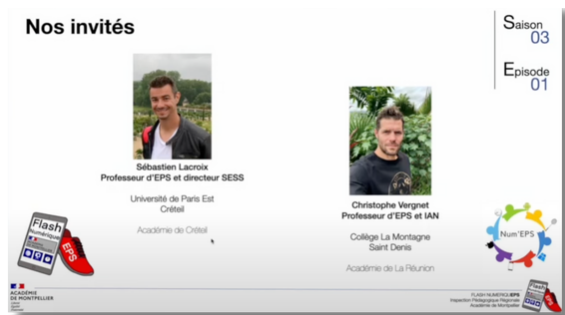 Nos invités
Saison
03
Episode
01
Sébastien Lacroix
Professeur d'EPS et directeur SESS
Université de Paris Est
Créteil
Académie de Créteil
Christophe Vergnet
Professeur d'EPS et IAN
Collège La Montagne
Saint Denis
Académie de La Réunion
Flash
Numérique
EPS
Num'EPS
ACADÉMIE
DE MONTPELLIER
FLASH NUMERIQUEPS
Inspection Pédagogique Régionale
Académie de Montpellier
Flash
EPS